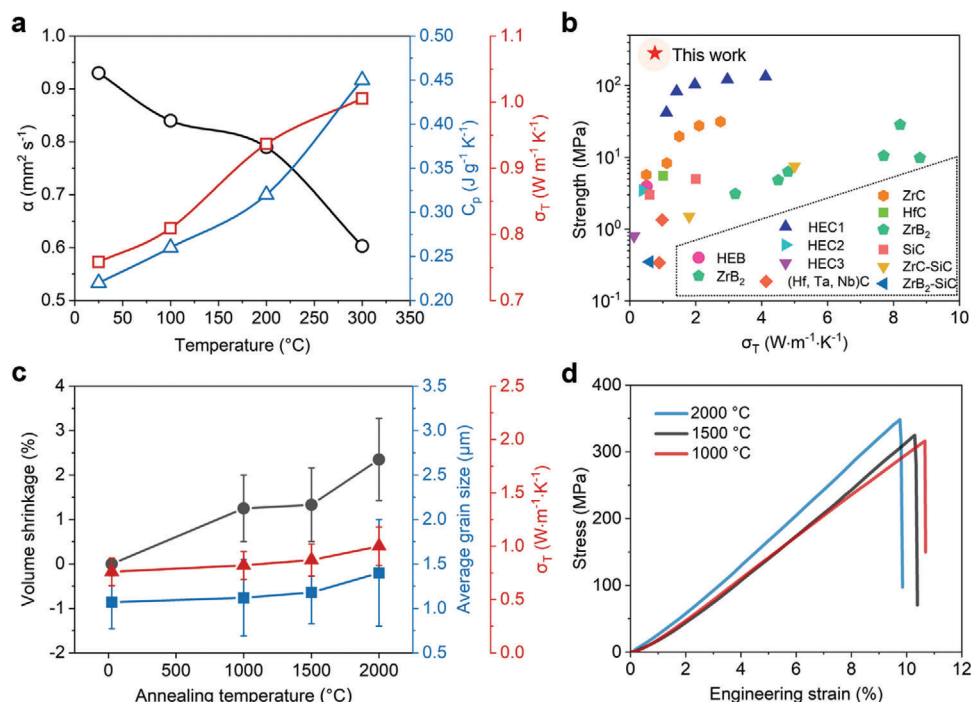 a
α (mm² s⁻¹)
1.0
0.9
0.8
0.7
0.6
0.5
0 50 100 150 200 250 300 350
Temperature (°C)
0.50
0.45
0.40
0.35
0.30
0.25
0.20
Cₚ (J g⁻¹ K⁻¹)
1.1
1.0
0.9
0.8
0.7
σ_T (W m⁻¹ K⁻¹)
b
Strength (MPa)
10²
10¹
10⁰
10⁻¹
0 2 4 6 8 10
σ_T (W·m⁻¹·K⁻¹)
This work
HEB
ZrB₂
HEC1
HEC2
HEC3
(Hf, Ta, Nb)C
ZrC
HfC
ZrB₂
SiC
ZrC-SiC
ZrB₂-SiC
c
Volume shrinkage (%)
4
3
2
1
0
-1
-2
0 500 1000 1500 2000
Annealing temperature (°C)
3.5
3.0
2.5
2.0
1.5
1.0
0.5
Average grain size (μm)
2.5
2.0
1.5
1.0
0.5
0.0
σ_T (W·m⁻¹·K⁻¹)
d
Stress (MPa)
400
300
200
100
0
0 2 4 6 8 10 12
Engineering strain (%)
2000 °C
1500 °C
1000 °C